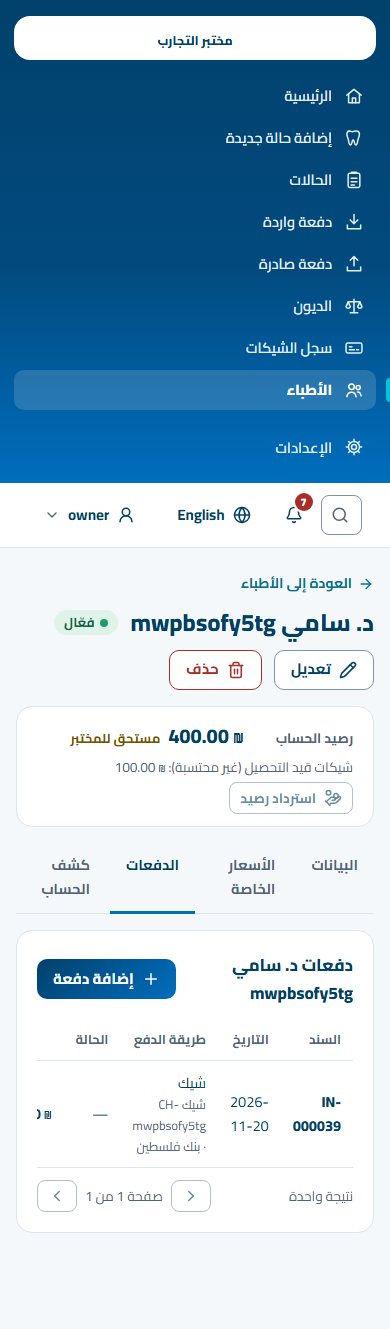 مختبر التجارب
الرئيسية
إضافة حالة جديدة
الحالات
دفعة واردة
دفعة صادرة
الديون
سجل الشيكات
الأطباء
الإعدادات
7
English
owner
العودة إلى الأطباء
د. سامي mwpbsofy5tg
فعّال
تعديل
حذف
رصيد الحساب
₪ 400.00 مستحق للمختبر
شيكات قيد التحصيل (غير محتسبة): ₪ 100.00
استرداد رصيد
البيانات
الأسعار الخاصة
الدفعات
كشف الحساب
دفعات د. سامي
mwpbsofy5tg
إضافة دفعة
السند التاريخ طريقة الدفع الحالة
IN-000039
2026-11-20
شيك
شيك CH-
mwpbsofy5tg
· بنك فلسطين
—
₪
نتيجة واحدة
صفحة 1 من 1